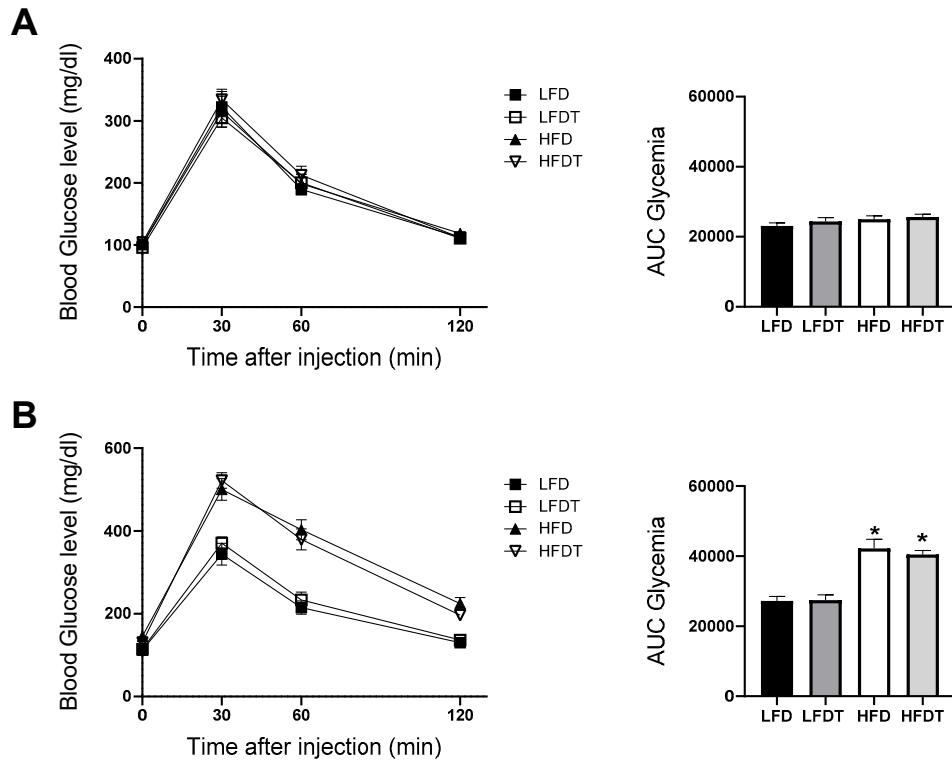 A
Blood Glucose level (mg/dl)
400
300
200
100
0
0 30 60 120
Time after injection (min)
LFD
LFDT
HFD
HFDT
AUC Glycemia
60000
40000
20000
0
LFD LFDT HFD HFDT
B
Blood Glucose level (mg/dl)
600
400
200
0
0 30 60 120
Time after injection (min)
LFD
LFDT
HFD
HFDT
AUC Glycemia
60000
40000
20000
0
* *
LFD LFDT HFD HFDT